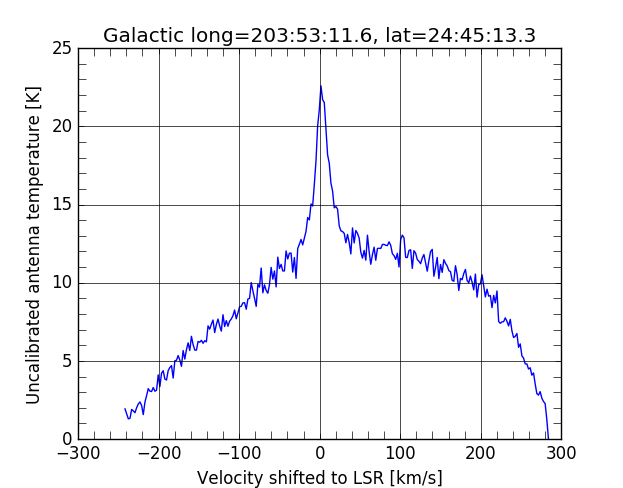 Galactic long=203:53:11.6, lat=24:45:13.3
Uncalibrated antenna temperature [K]
25
20
15
10
5
0
−300 −200 −100 0 100 200 300
Velocity shifted to LSR [km/s]